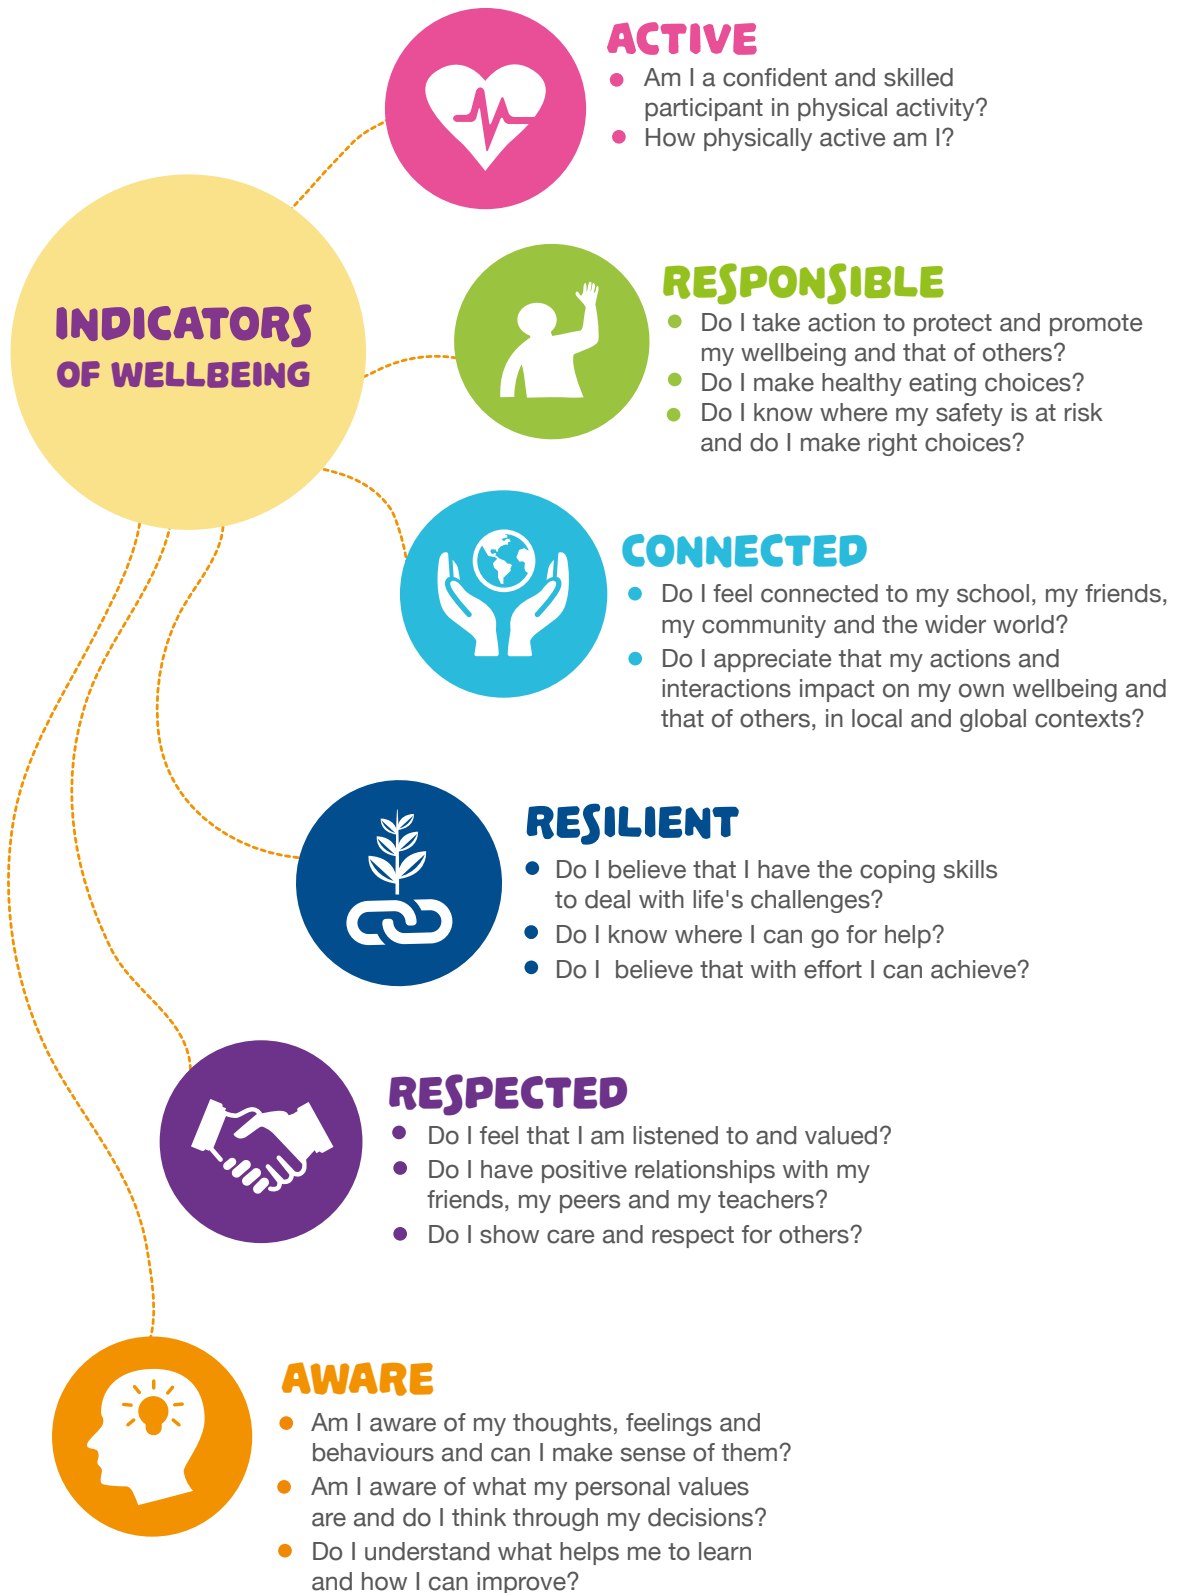 ACTIVE
Am I a confident and skilled
participant in physical activity?
How physically active am I?
INDICATORS
OF WELLBEING
RESPONSIBLE
Do I take action to protect and promote
my wellbeing and that of others?
Do I make healthy eating choices?
Do I know where my safety is at risk
and do I make right choices?
CONNECTED
Do I feel connected to my school, my friends,
my community and the wider world?
Do I appreciate that my actions and
interactions impact on my own wellbeing and
that of others, in local and global contexts?
RESILIENT
Do I believe that I have the coping skills
to deal with life's challenges?
Do I know where I can go for help?
Do I  believe that with effort I can achieve?
RESPECTED
Do I feel that I am listened to and valued?
Do I have positive relationships with my
friends, my peers and my teachers?
Do I show care and respect for others?
AWARE
Am I aware of my thoughts, feelings and
behaviours and can I make sense of them?
Am I aware of what my personal values
are and do I think through my decisions?
Do I understand what helps me to learn
and how I can improve?